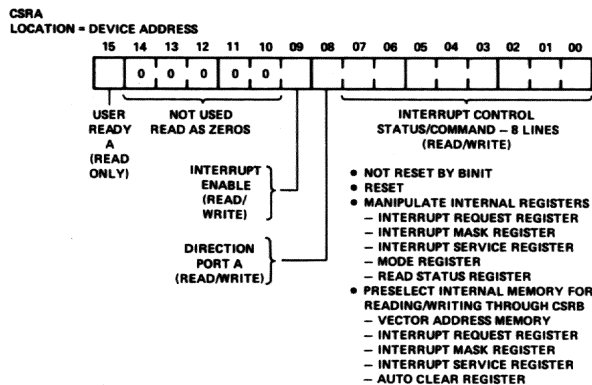 CSRA
LOCATION = DEVICE ADDRESS
15 14 13 12 11 10 09 08 07 06 05 04 03 02 01 00
0 0 0 0 0
USER
READY
A
(READ
ONLY)
NOT USED
READ AS ZEROS
INTERRUPT CONTROL
STATUS/COMMAND – 8 LINES
(READ/WRITE)
INTERRUPT
ENABLE
(READ/
WRITE)
DIRECTION
PORT A
(READ/WRITE)
• NOT RESET BY BINIT
• RESET
• MANIPULATE INTERNAL REGISTERS
– INTERRUPT REQUEST REGISTER
– INTERRUPT MASK REGISTER
– INTERRUPT SERVICE REGISTER
– MODE REGISTER
– READ STATUS REGISTER
• PRESELECT INTERNAL MEMORY FOR
READING/WRITING THROUGH CSRB
– VECTOR ADDRESS MEMORY
– INTERRUPT REQUEST REGISTER
– INTERRUPT MASK REGISTER
– INTERRUPT SERVICE REGISTER
– AUTO CLEAR REGISTER